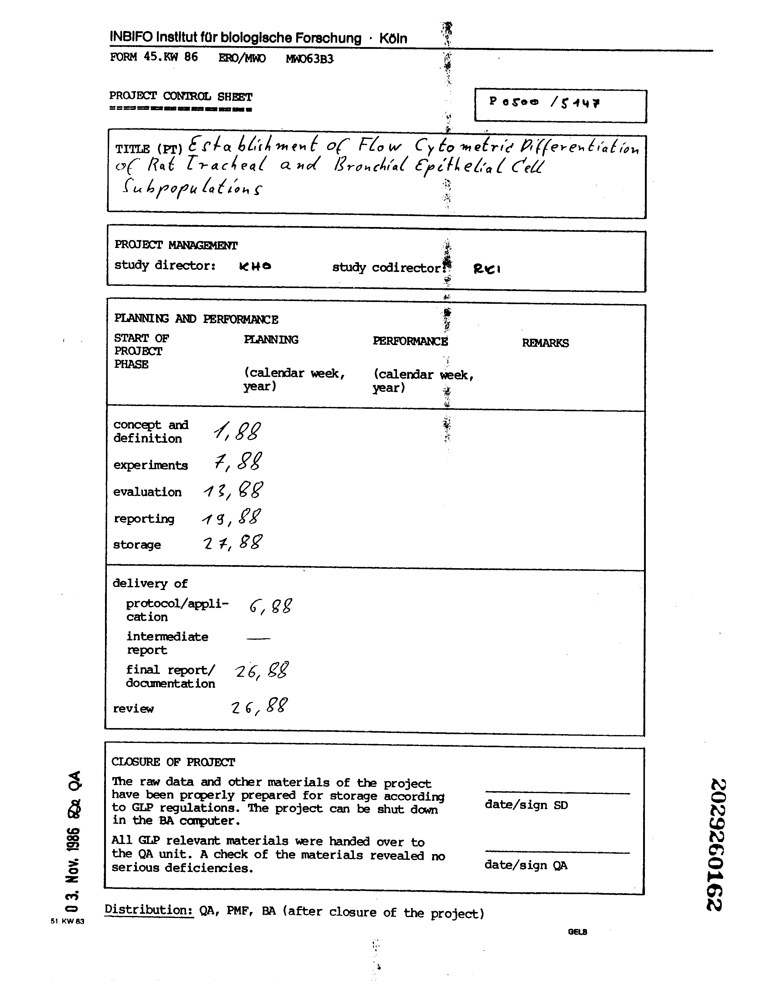 INBIFO Institut für biologische Forschung · Köln
FORM 45.KW 86 ERO/MWO MWO63B3
PROJECT CONTROL SHEET
P 0500 /5147
TITLE (PT) Establishment of Flow Cytometric Differentiation
of Rat Tracheal and Bronchial Epithelial Cell
Subpopulations
PROJECT MANAGEMENT
study director: KHO study codirector: RKI
PLANNING AND PERFORMANCE
START OF PLANNING PERFORMANCE REMARKS
PROJECT
PHASE
(calendar week, (calendar week,
year) year)
concept and
definition 1,88
experiments 7,88
evaluation 13,88
reporting 19,88
storage 27,88
delivery of
protocol/appli- 6,88
cation
intermediate —
report
final report/ 26,88
documentation
review 26,88
CLOSURE OF PROJECT
The raw data and other materials of the project
have been properly prepared for storage according
to GLP regulations. The project can be shut down
in the BA computer.
date/sign SD
All GLP relevant materials were handed over to
the QA unit. A check of the materials revealed no
serious deficiencies.
date/sign QA
Distribution: QA, PMF, BA (after closure of the project)
GELB
03. Nov. 1986 QA
51 KW 83
2029260162